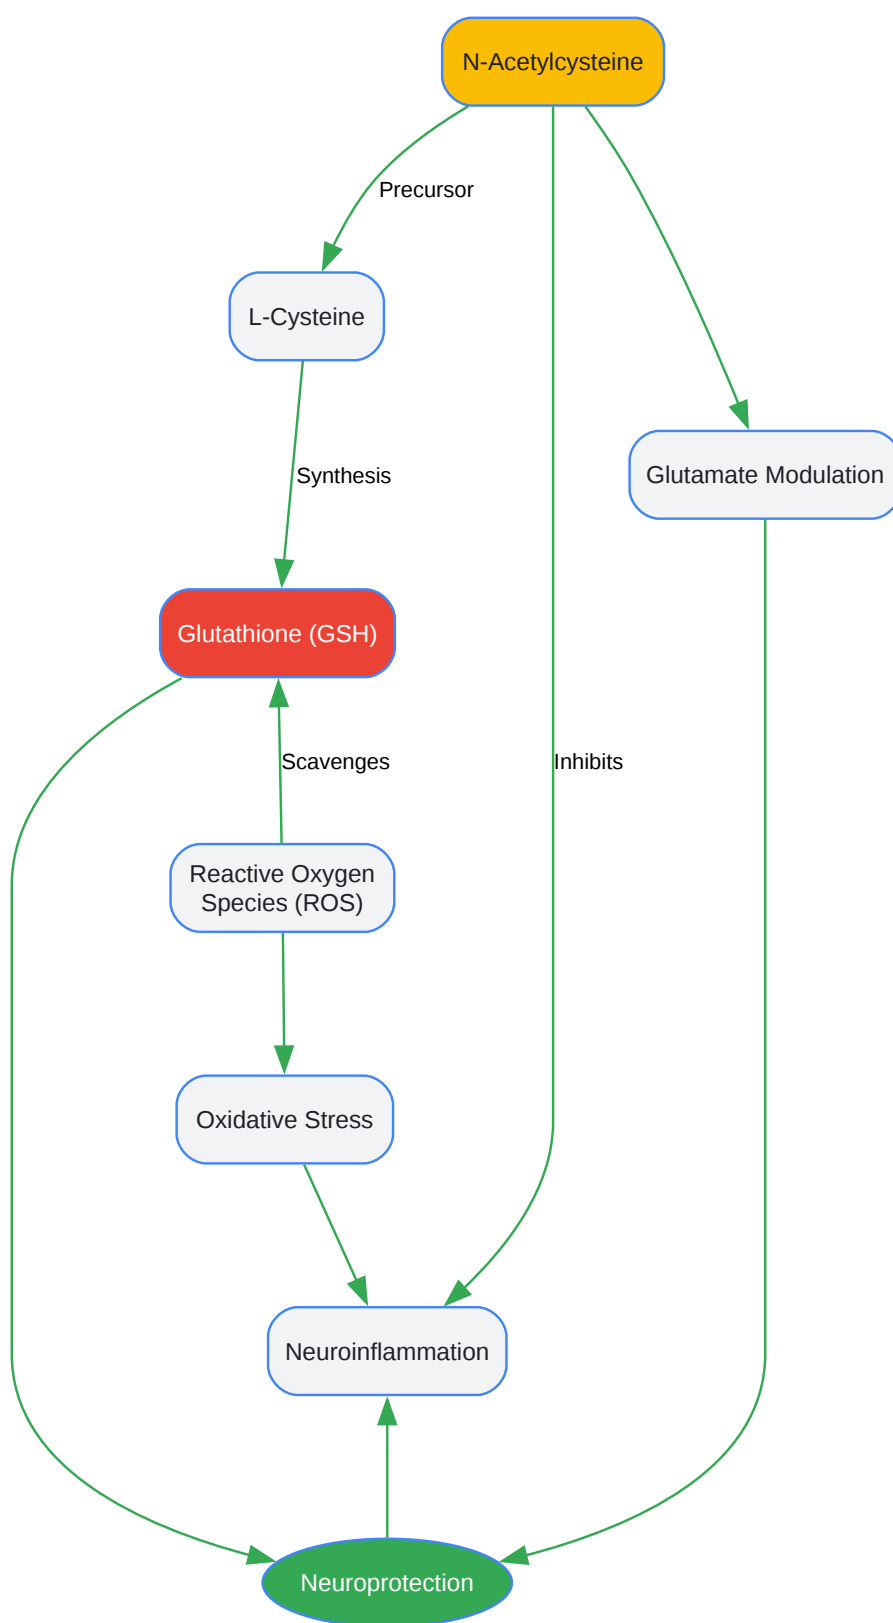 N-Acetylcysteine
Precursor
L-Cysteine
Glutamate Modulation
Synthesis
Glutathione (GSH)
Scavenges
Inhibits
Reactive Oxygen
Species (ROS)
Oxidative Stress
Neuroinflammation
Neuroprotection